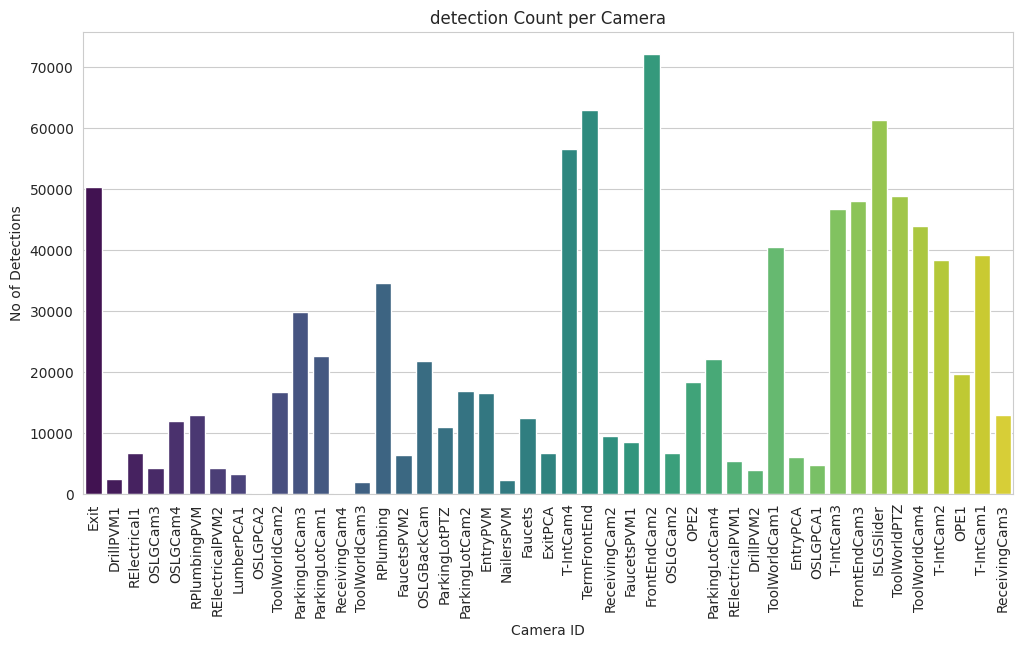 detection Count per Camera
No of Detections
70000
60000
50000
40000
30000
20000
10000
0
Exit
DrillPVM1
RElectrical1
OSLGCam3
OSLGCam4
RPlumbingPVM
RElectricalPVM2
LumberPCA1
OSLGPCA2
ToolWorldCam2
ParkingLotCam3
ParkingLotCam1
ReceivingCam4
ToolWorldCam3
RPlumbing
FaucetsPVM2
OSLGBackCam
ParkingLotPTZ
ParkingLotCam2
EntryPVM
NailersPVM
Faucets
ExitPCA
T-IntCam4
TermFrontEnd
ReceivingCam2
FaucetsPVM1
FrontEndCam2
OSLGCam2
OPE2
ParkingLotCam4
RElectricalPVM1
DrillPVM2
ToolWorldCam1
EntryPCA
OSLGPCA1
T-IntCam3
FrontEndCam3
ISLGSlider
ToolWorldPTZ
ToolWorldCam4
T-IntCam2
OPE1
T-IntCam1
ReceivingCam3
Camera ID